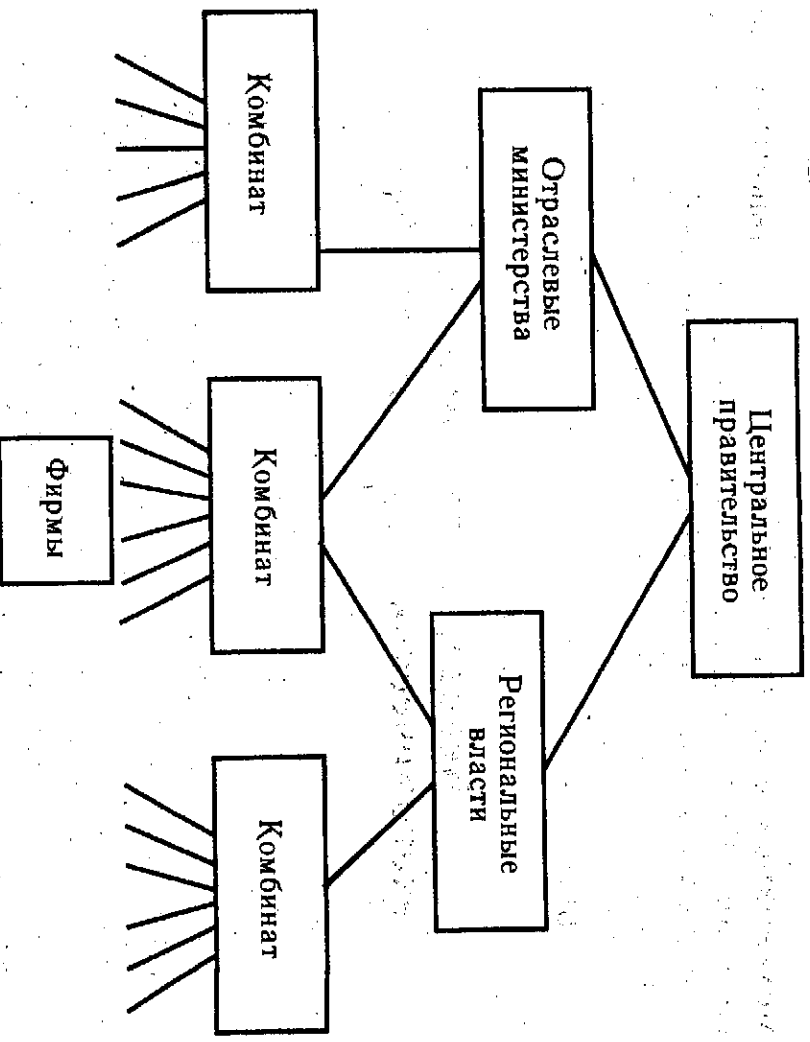 Центральное
правительство
Отраслевые
министерства
Региональные
власти
Комбинат
Комбинат
Комбинат
Фирмы